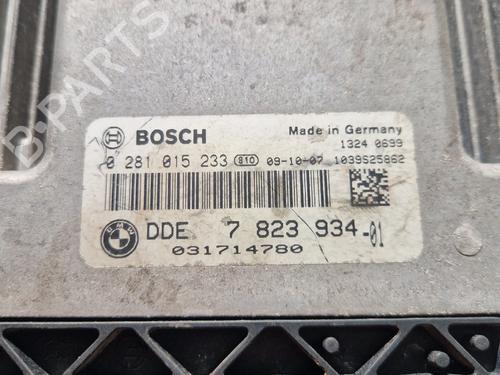 B-PARTS
BOSCH
Made in Germany
1324 0699
0 281 015 233 810 09-10-07 1039S25862
BMW
DDE 7 823 934-01
031714780